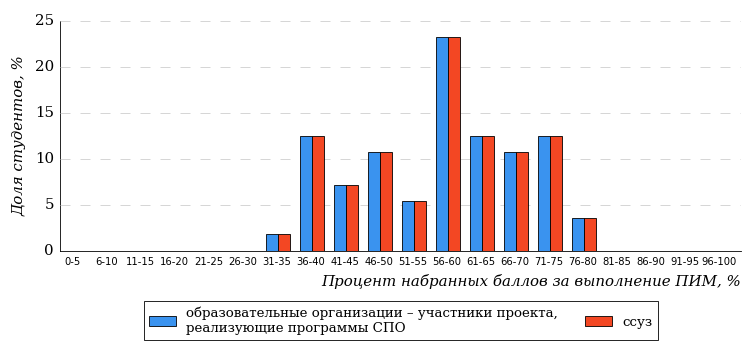 Доля студентов, %
25
20
15
10
5
0
0-5 6-10 11-15 16-20 21-25 26-30 31-35 36-40 41-45 46-50 51-55 56-60 61-65 66-70 71-75 76-80 81-85 86-90 91-95 96-100
Процент набранных баллов за выполнение ПИМ, %
образовательные организации – участники проекта,
реализующие программы СПО
ссуз